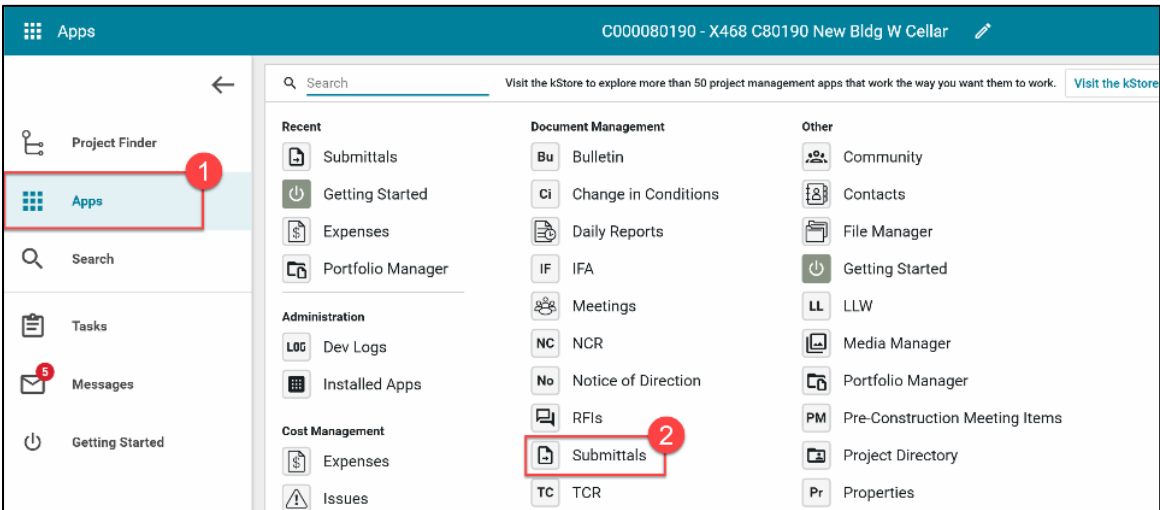 Apps
C000080190 - X468 C80190 New Bldg W Cellar
Project Finder
1
Apps
Search
Tasks
5
Messages
Getting Started
Search
Visit the kStore to explore more than 50 project management apps that work the way you want them to work.
Visit the kStore
Recent
Submittals
Getting Started
$ Expenses
Portfolio Manager
Administration
LOG Dev Logs
Installed Apps
Cost Management
$ Expenses
Issues
Document Management
Bu Bulletin
Ci Change in Conditions
Daily Reports
IF IFA
Meetings
NC NCR
No Notice of Direction
RFIs
2
Submittals
TC TCR
Other
Community
Contacts
File Manager
Getting Started
LL LLW
Media Manager
Portfolio Manager
PM Pre-Construction Meeting Items
Project Directory
Pr Properties